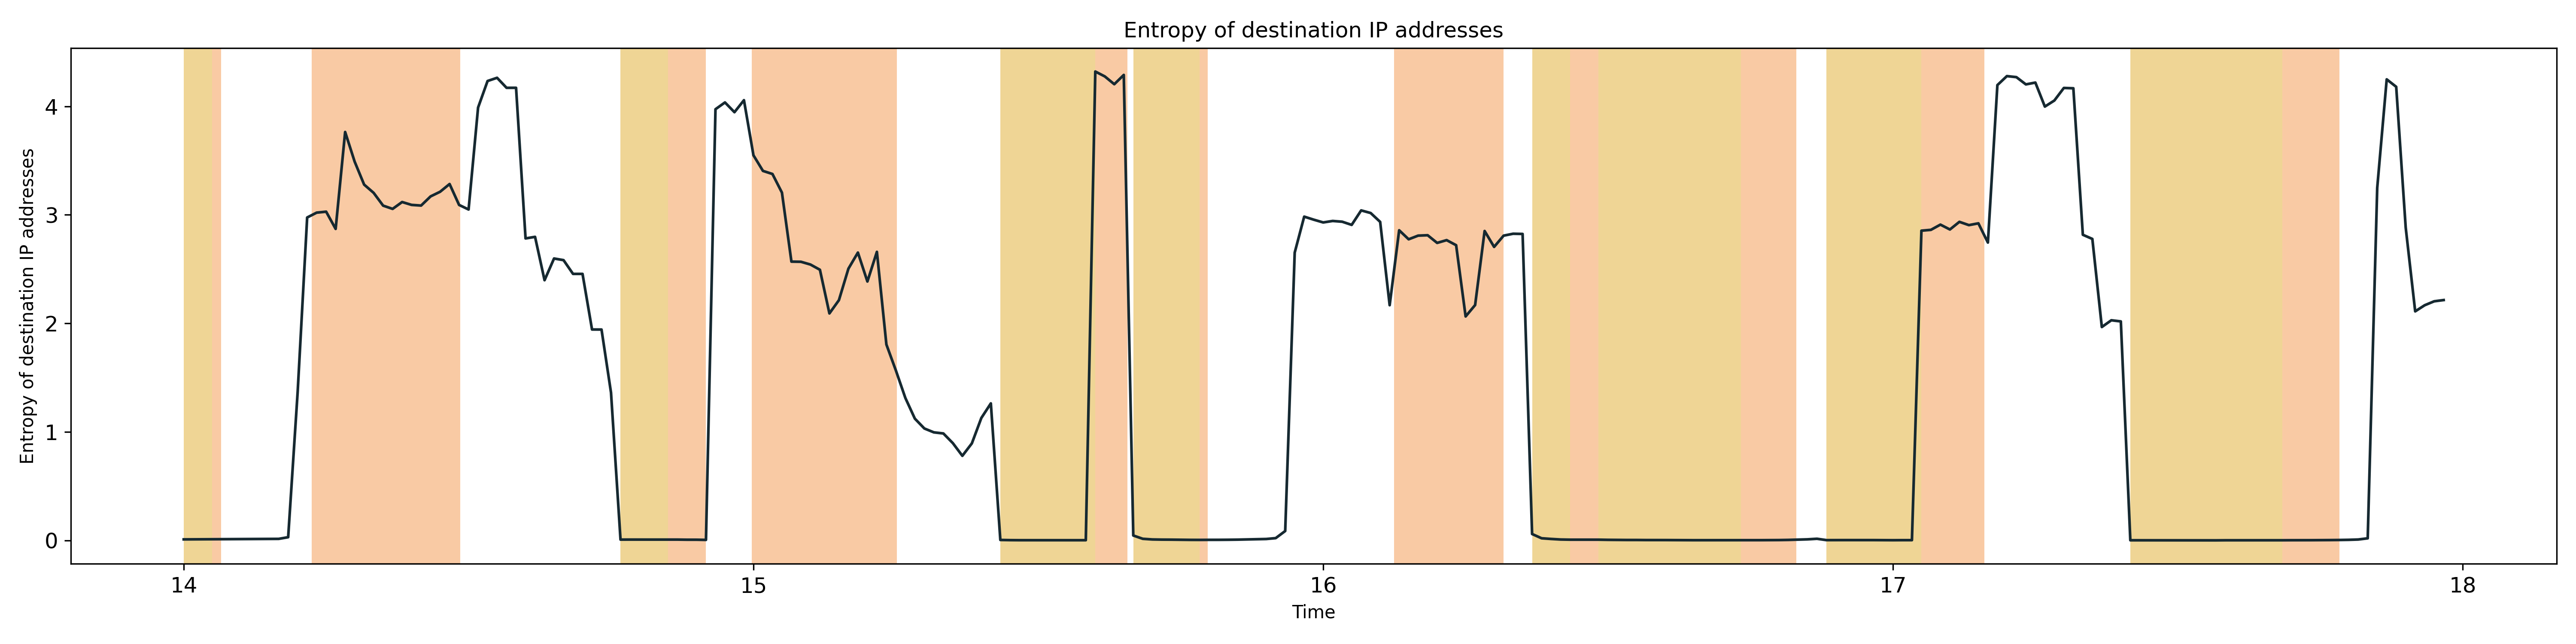 Entropy of destination IP addresses
Entropy of destination IP addresses
4
3
2
1
0
14 15 16 17 18
Time